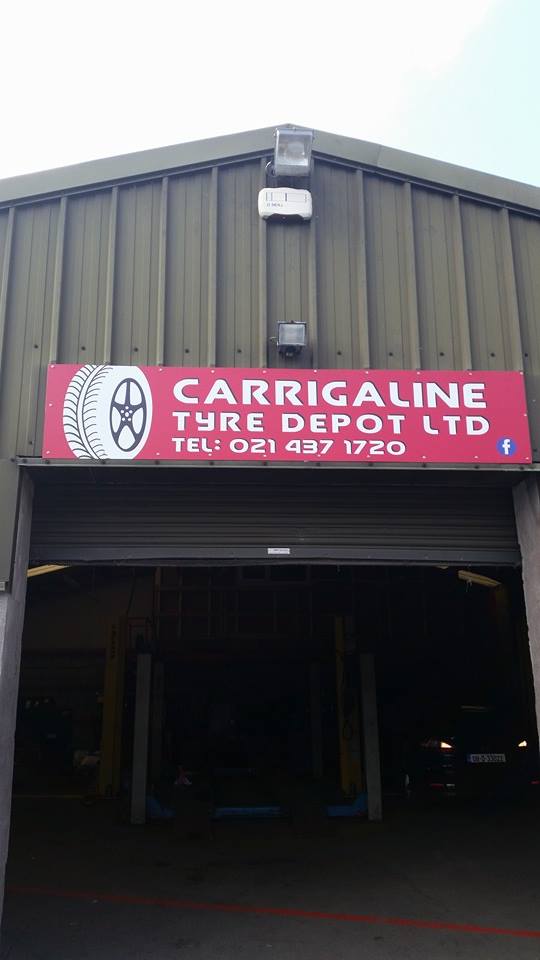 CARRIGALINE
TYRE DEPOT LTD
TEL: 021 437 1720
f